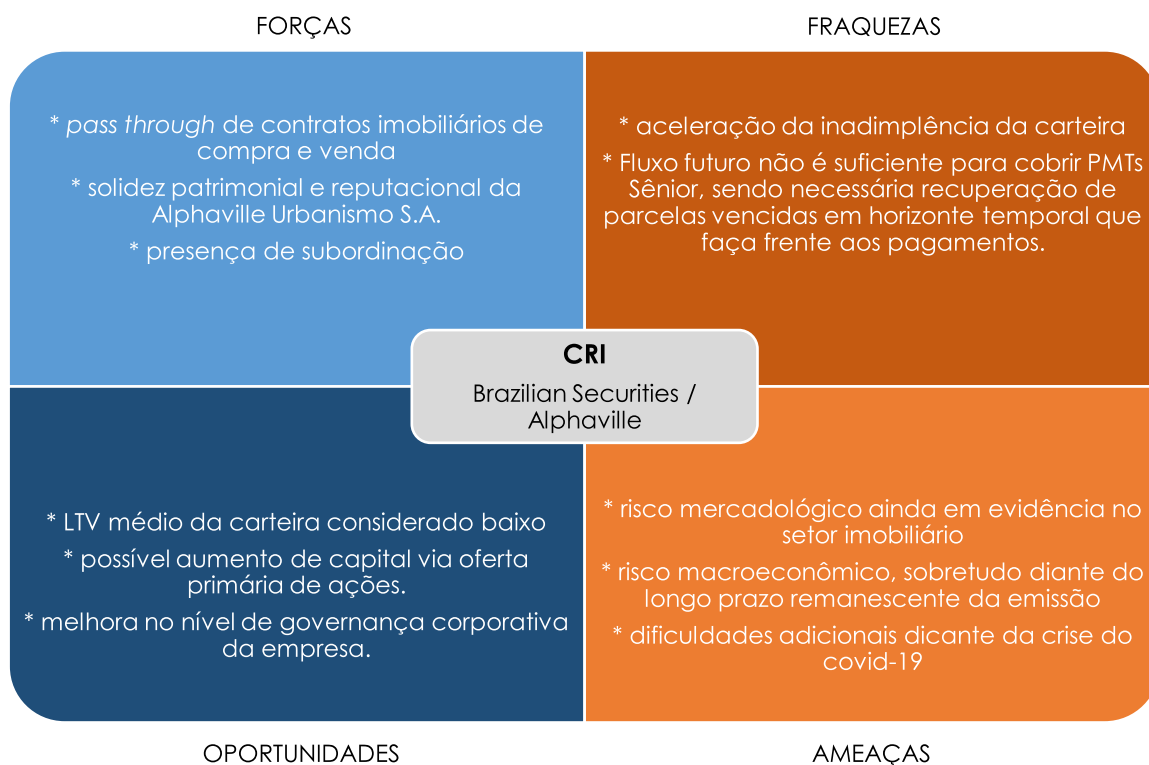 FORÇAS
FRAQUEZAS
* pass through de contratos imobiliários de
compra e venda
* solidez patrimonial e reputacional da
Alphaville Urbanismo S.A.
* presença de subordinação
* aceleração da inadimplência da carteira
* Fluxo futuro não é suficiente para cobrir PMTs
Sênior, sendo necessária recuperação de
parcelas vencidas em horizonte temporal que
faça frente aos pagamentos.
CRI
Brazilian Securities /
Alphaville
* LTV médio da carteira considerado baixo
* possível aumento de capital via oferta
primária de ações.
* melhora no nível de governança corporativa
da empresa.
* risco mercadológico ainda em evidência no
setor imobiliário
* risco macroeconômico, sobretudo diante do
longo prazo remanescente da emissão
* dificuldades adicionais dicante da crise do
covid-19
OPORTUNIDADES
AMEAÇAS